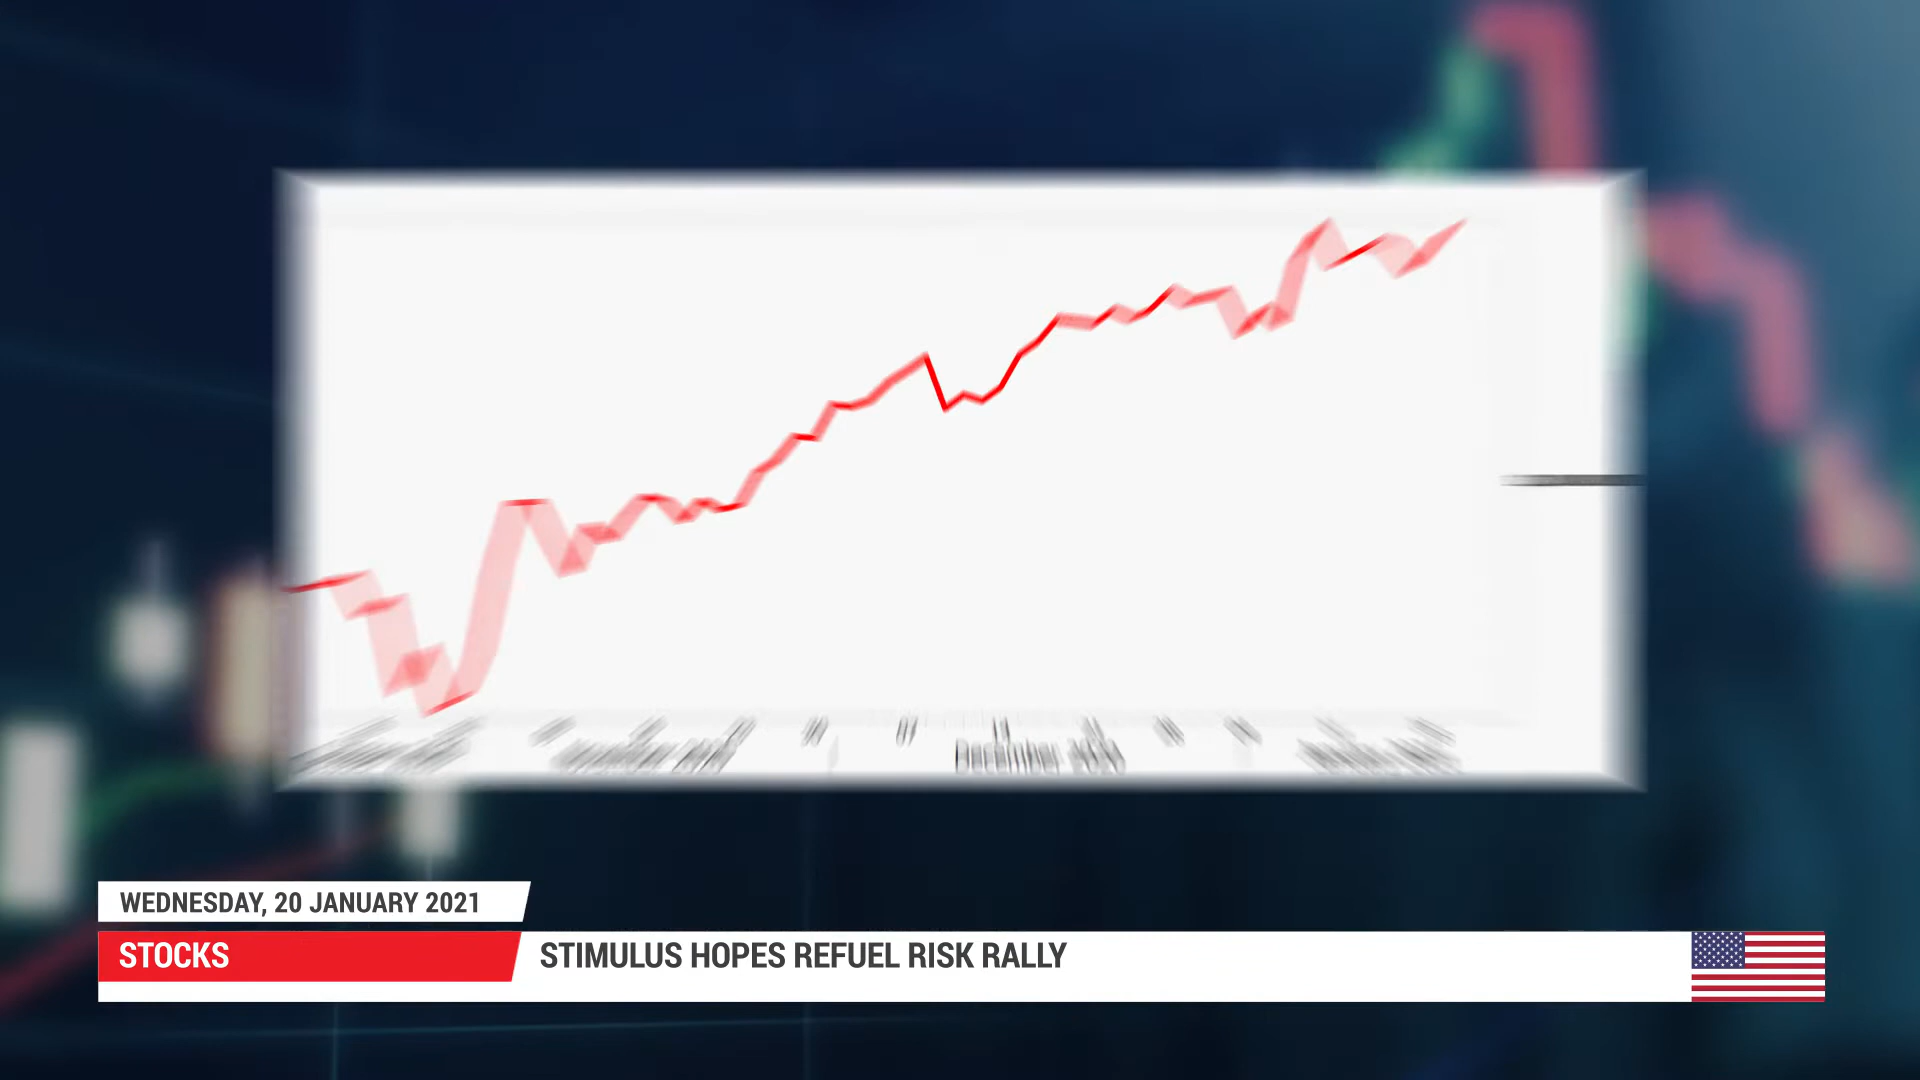 WEDNESDAY, 20 JANUARY 2021
STOCKS
STIMULUS HOPES REFUEL RISK RALLY